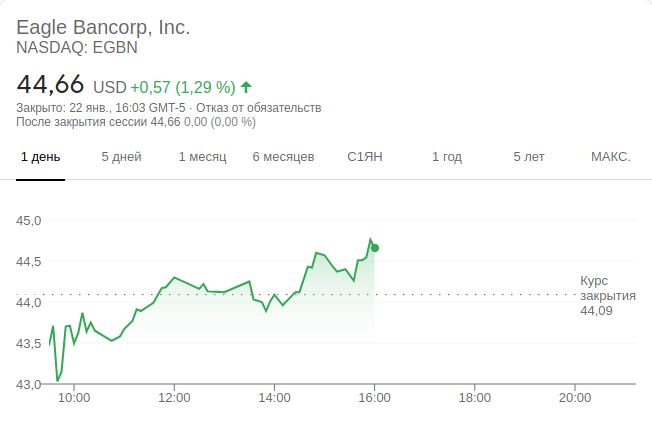 Eagle Bancorp, Inc.
NASDAQ: EGBN
44,66 USD +0,57 (1,29 %)
Закрыто: 22 янв., 16:03 GMT-5 · Отказ от обязательств
После закрытия сессии 44,66 0,00 (0,00 %)
1 день 5 дней 1 месяц 6 месяцев С1ЯН 1 год 5 лет МАКС.
45,0
44,5
44,0
43,5
43,0
Курс
закрытия
44,09
10:00 12:00 14:00 16:00 18:00 20:00